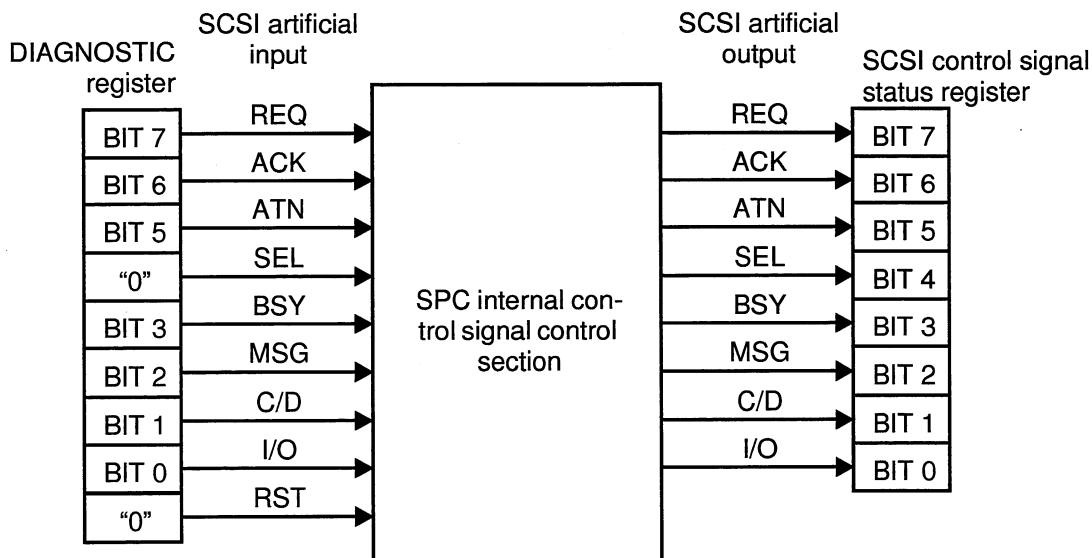 SCSI artificial
input
SCSI artificial
output
DIAGNOSTIC
register
SCSI control signal
status register
BIT 7
REQ
REQ
BIT 7
BIT 6
ACK
ACK
BIT 6
BIT 5
ATN
ATN
BIT 5
“0”
SEL
SEL
BIT 4
SPC internal con-
trol signal control
section
BIT 3
BSY
BSY
BIT 3
BIT 2
MSG
MSG
BIT 2
BIT 1
C/D
C/D
BIT 1
BIT 0
I/O
I/O
BIT 0
“0”
RST